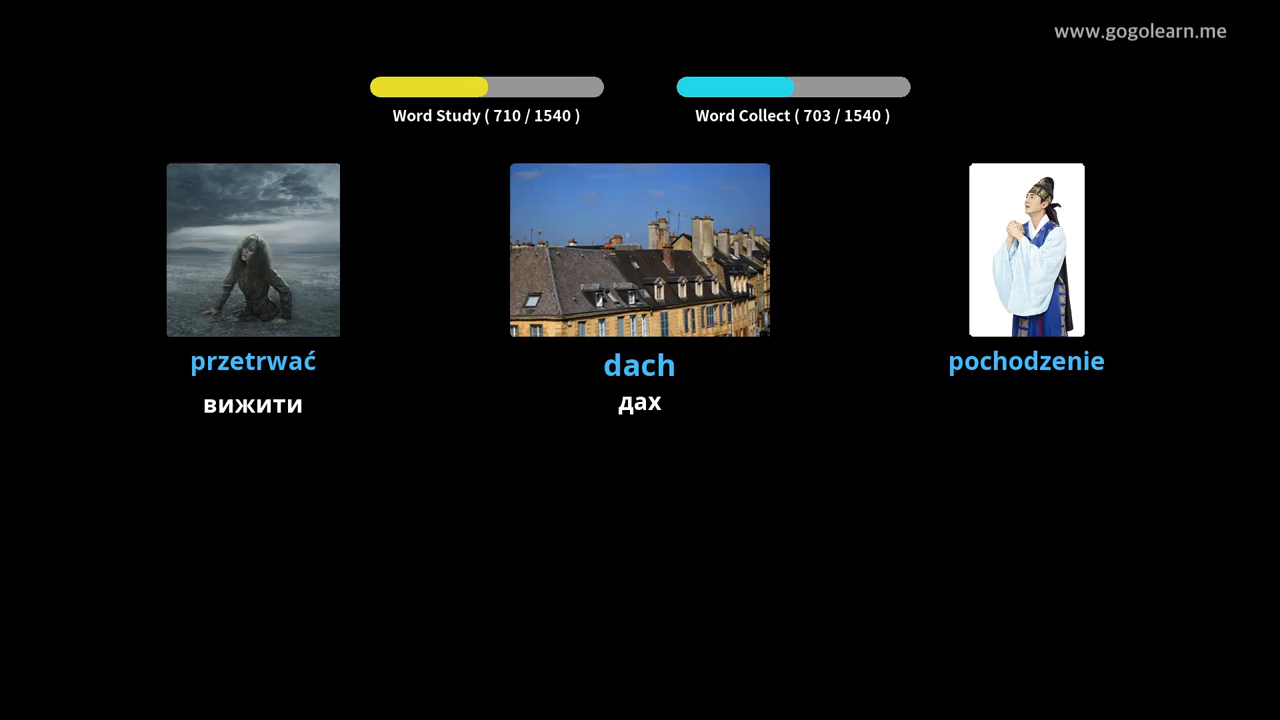 www.gogolearn.me
Word Study ( 710 / 1540 )
Word Collect ( 703 / 1540 )
przetrwać
dach
pochodzenie
вижити
дах